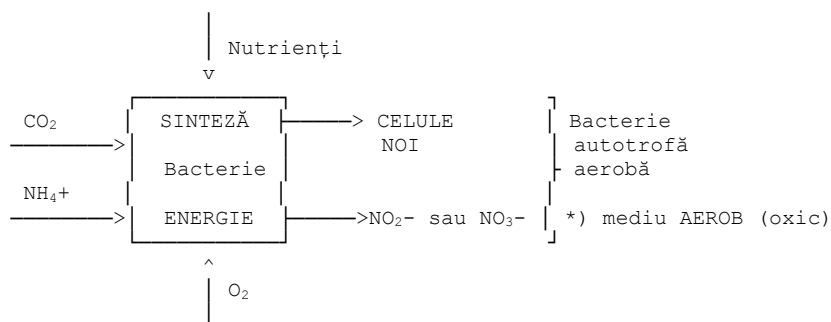 Nutrienți
v
CO₂ SINTEZĂ > CELULE Bacterie
> NOI autotrofă
Bacterie aerobă
NH₄+
> ENERGIE >NO₂- sau NO₃- *) mediu AEROB (oxic)
^
O₂